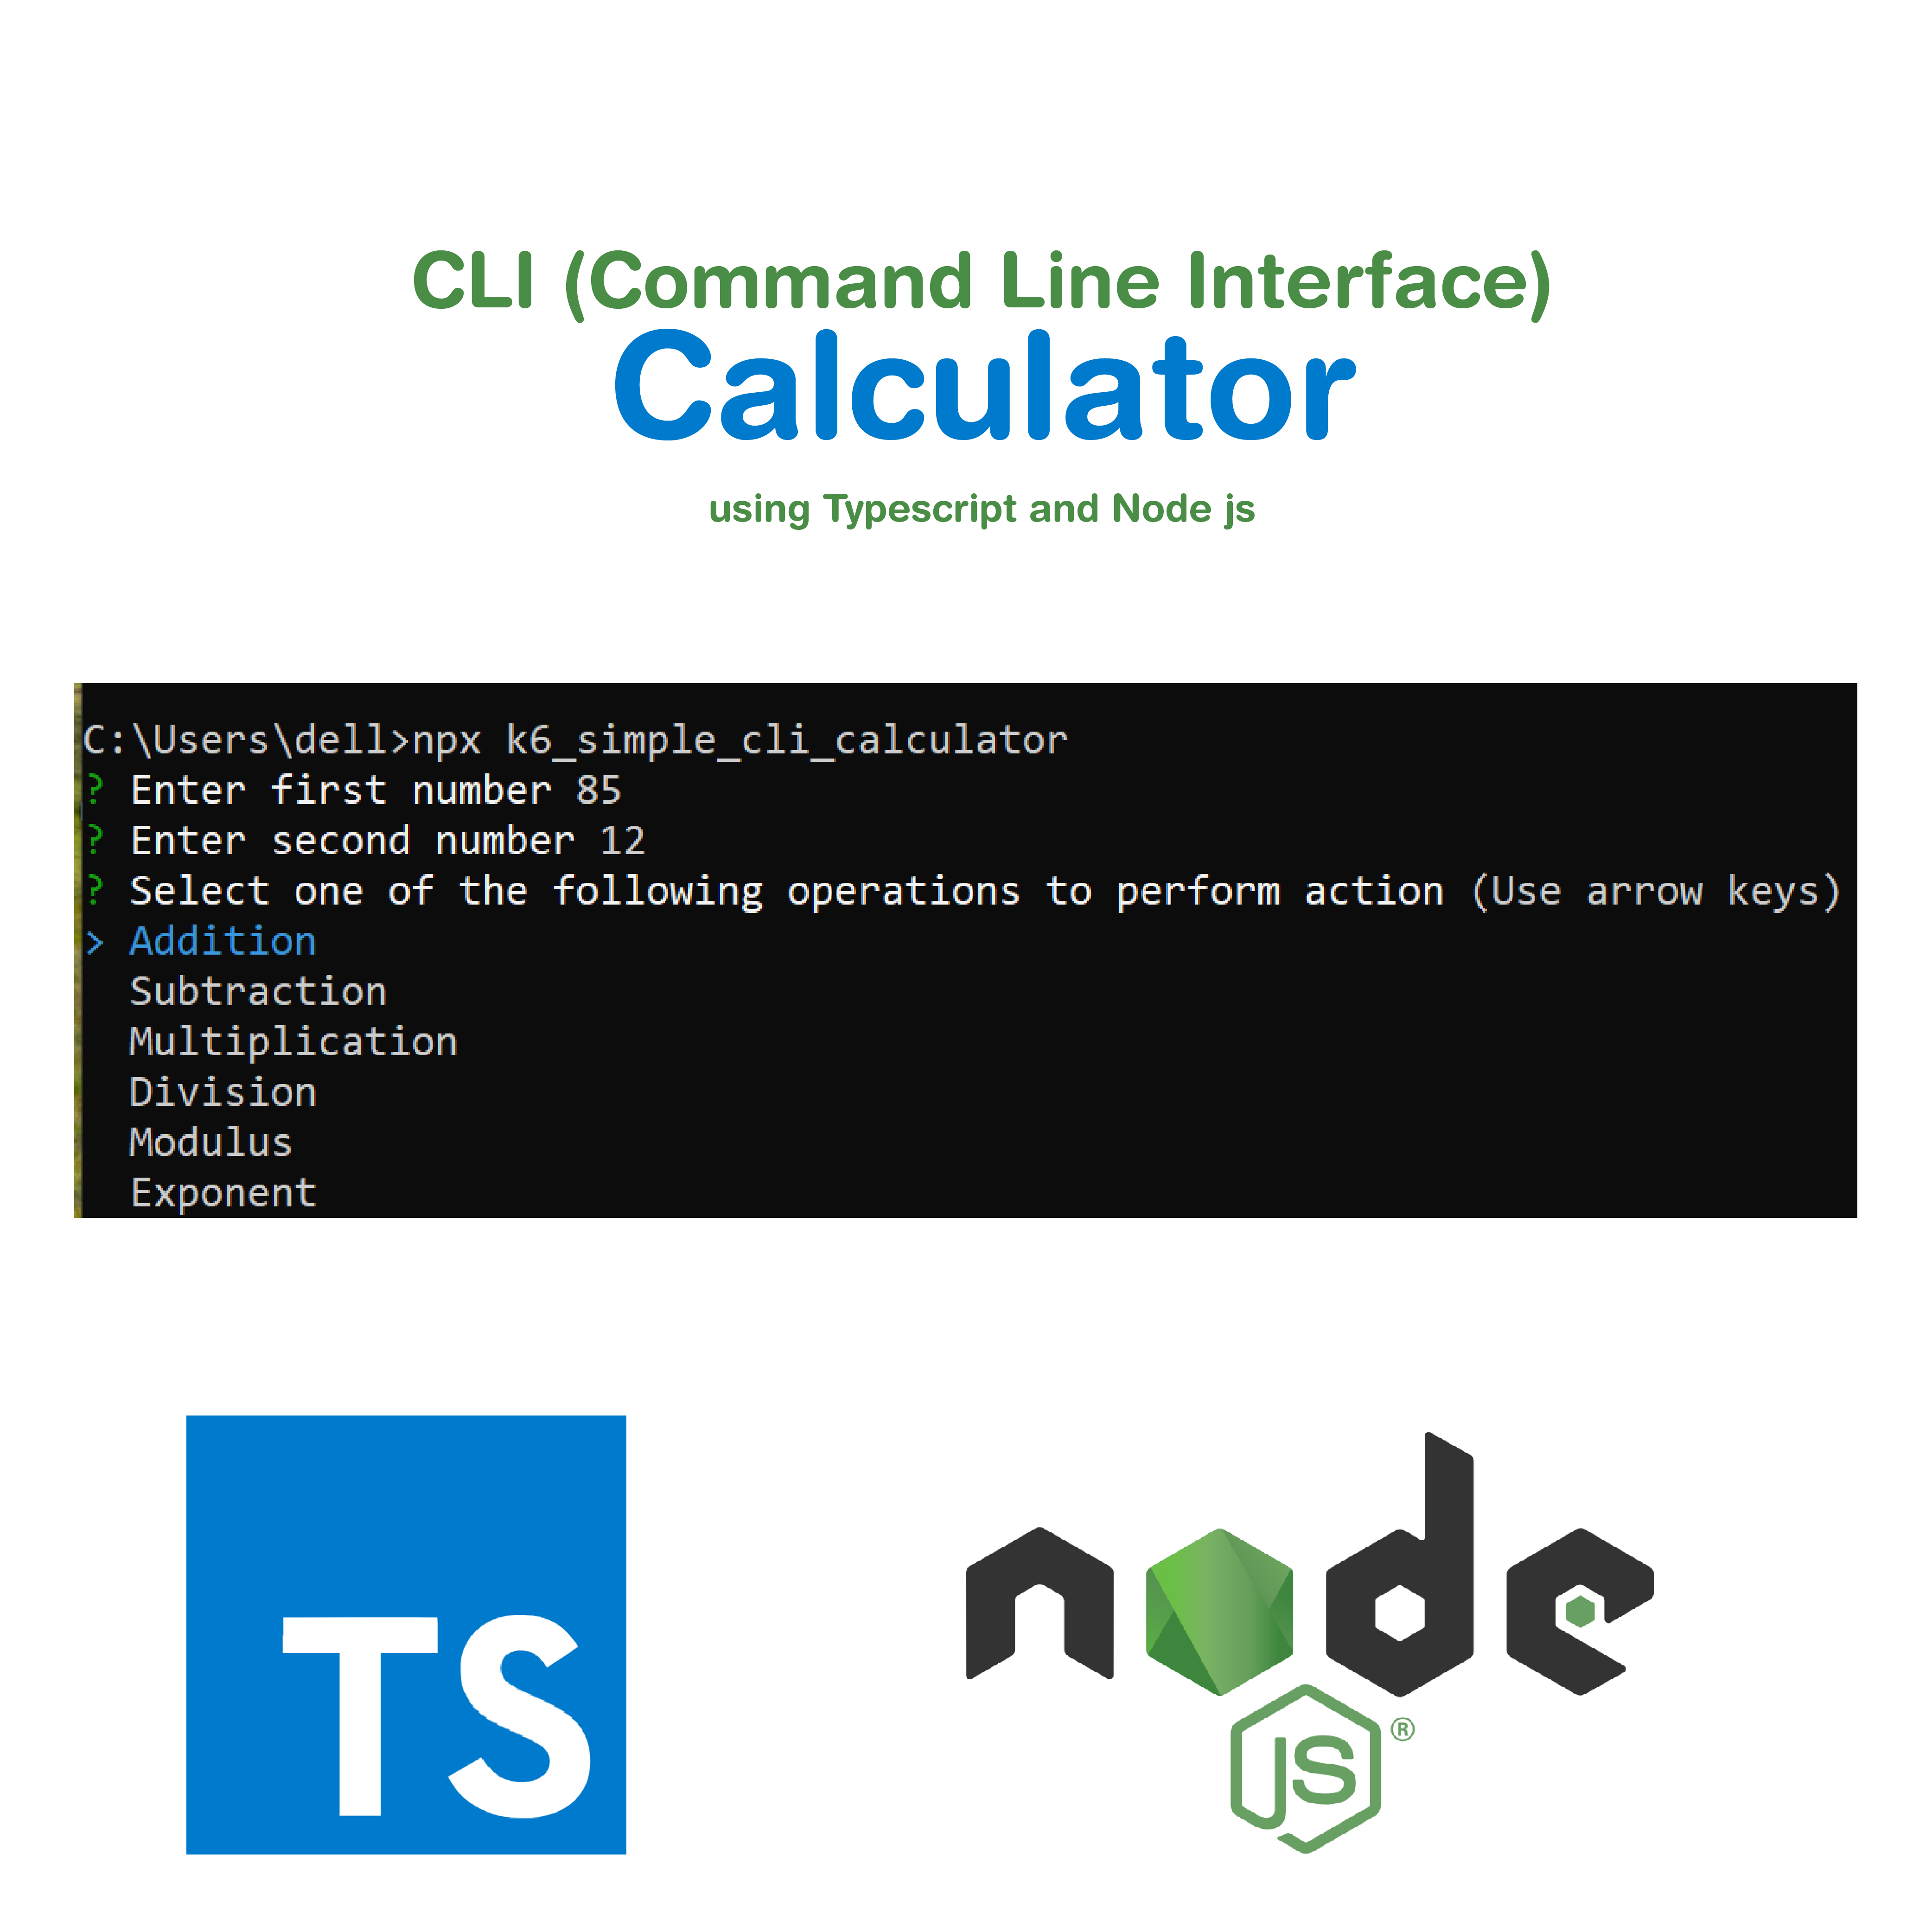 CLI (Command Line Interface)
Calculator
using Typescript and Node js
C:\Users\dell>npx k6_simple_cli_calculator
? Enter first number 85
? Enter second number 12
? Select one of the following operations to perform action (Use arrow keys)
> Addition
Subtraction
Multiplication
Division
Modulus
Exponent
TS
node
JS ®